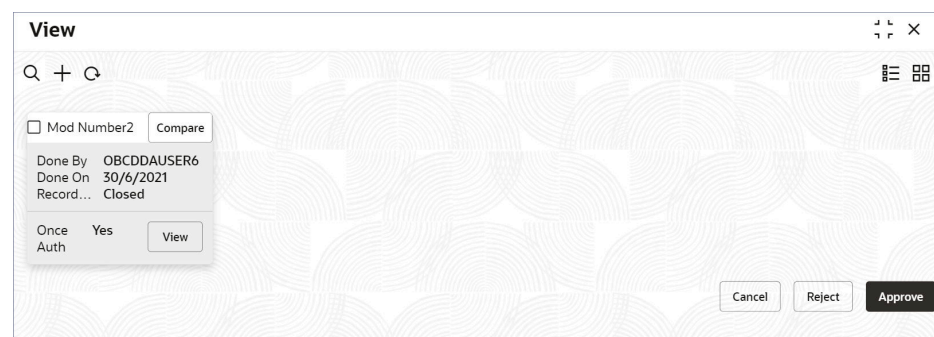 View
Mod Number2 Compare
Done By OBCDDAUSER6
Done On 30/6/2021
Record... Closed
Once Auth Yes View
Cancel Reject Approve